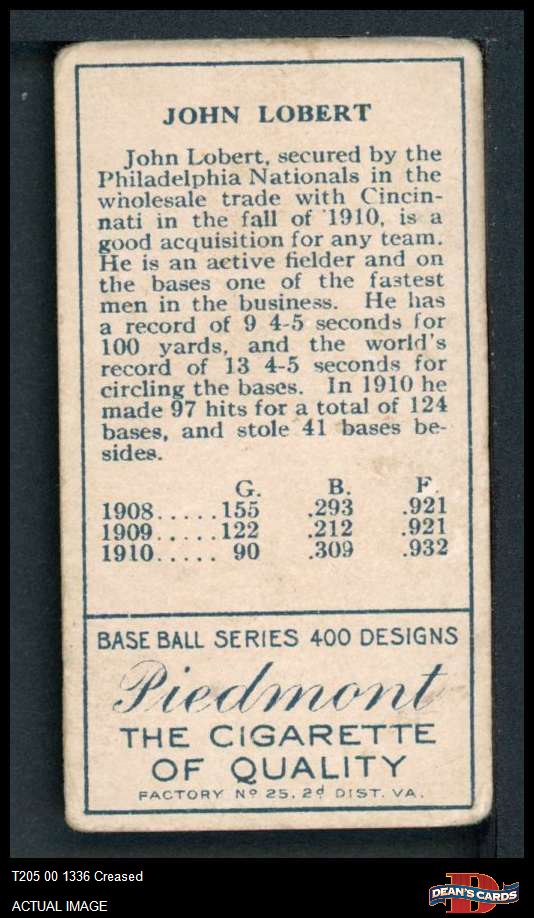 JOHN LOBERT
John Lobert, secured by the
Philadelphia Nationals in the
wholesale trade with Cincin-
nati in the fall of 1910, is a
good acquisition for any team.
He is an active fielder and on
the bases one of the fastest
men in the business. He has
a record of 9 4-5 seconds for
100 yards, and the world's
record of 13 4-5 seconds for
circling the bases. In 1910 he
made 97 hits for a total of 124
bases, and stole 41 bases be-
sides.
G. B. F.
1908.....155 .293 .921
1909.....122 .212 .921
1910..... 90 .309 .932
BASE BALL SERIES 400 DESIGNS
Piedmont
THE CIGARETTE
OF QUALITY
FACTORY Nº 25. 2d DIST. VA.
T205 00 1336 Creased
ACTUAL IMAGE
D
DEAN'S CARDS